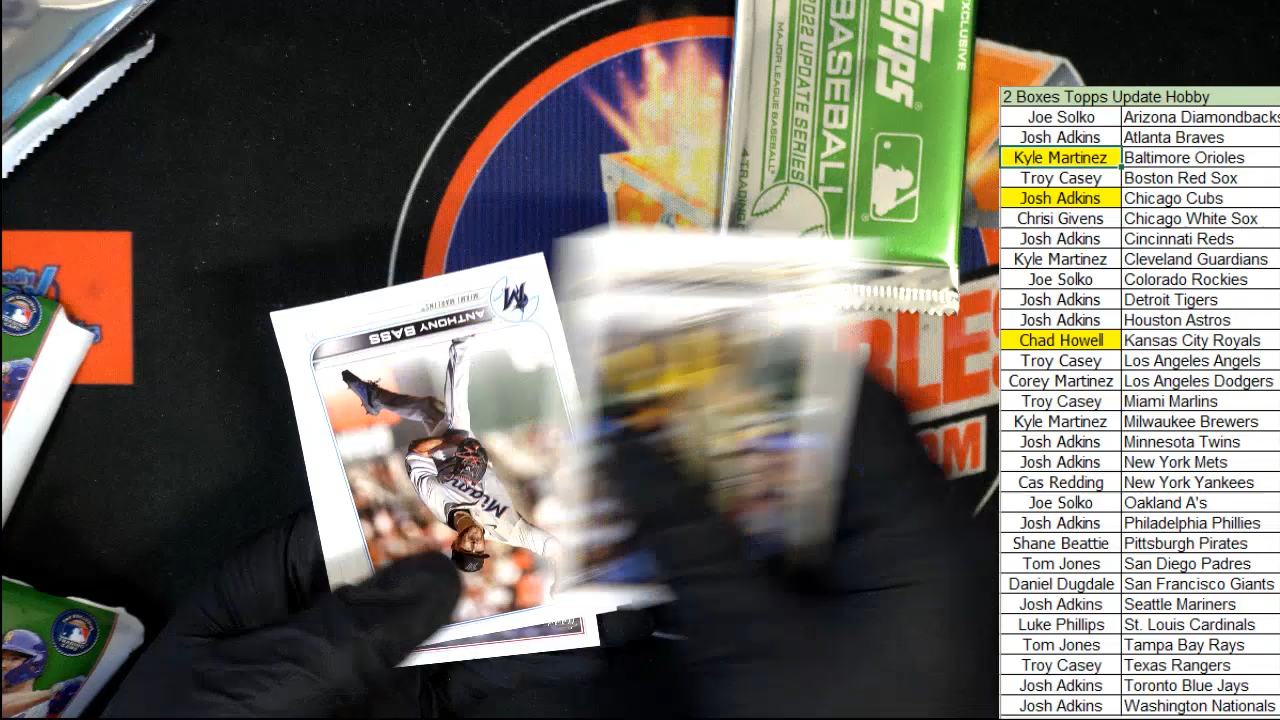 EXCLUSIVE
TOPPS
BASEBALL
2022 UPDATE SERIES
MAJOR LEAGUE BASEBALL
4 TRADING
MIAMI MARLINS
ANTHONY BASS
Miami
BLES
OM
2 Boxes Topps Update Hobby
Joe Solko Arizona Diamondbacks
Josh Adkins Atlanta Braves
Kyle Martinez Baltimore Orioles
Troy Casey Boston Red Sox
Josh Adkins Chicago Cubs
Chrisi Givens Chicago White Sox
Josh Adkins Cincinnati Reds
Kyle Martinez Cleveland Guardians
Joe Solko Colorado Rockies
Josh Adkins Detroit Tigers
Josh Adkins Houston Astros
Chad Howell Kansas City Royals
Troy Casey Los Angeles Angels
Corey Martinez Los Angeles Dodgers
Troy Casey Miami Marlins
Kyle Martinez Milwaukee Brewers
Josh Adkins Minnesota Twins
Josh Adkins New York Mets
Cas Redding New York Yankees
Joe Solko Oakland A's
Josh Adkins Philadelphia Phillies
Shane Beattie Pittsburgh Pirates
Tom Jones San Diego Padres
Daniel Dugdale San Francisco Giants
Josh Adkins Seattle Mariners
Luke Phillips St. Louis Cardinals
Tom Jones Tampa Bay Rays
Troy Casey Texas Rangers
Josh Adkins Toronto Blue Jays
Josh Adkins Washington Nationals